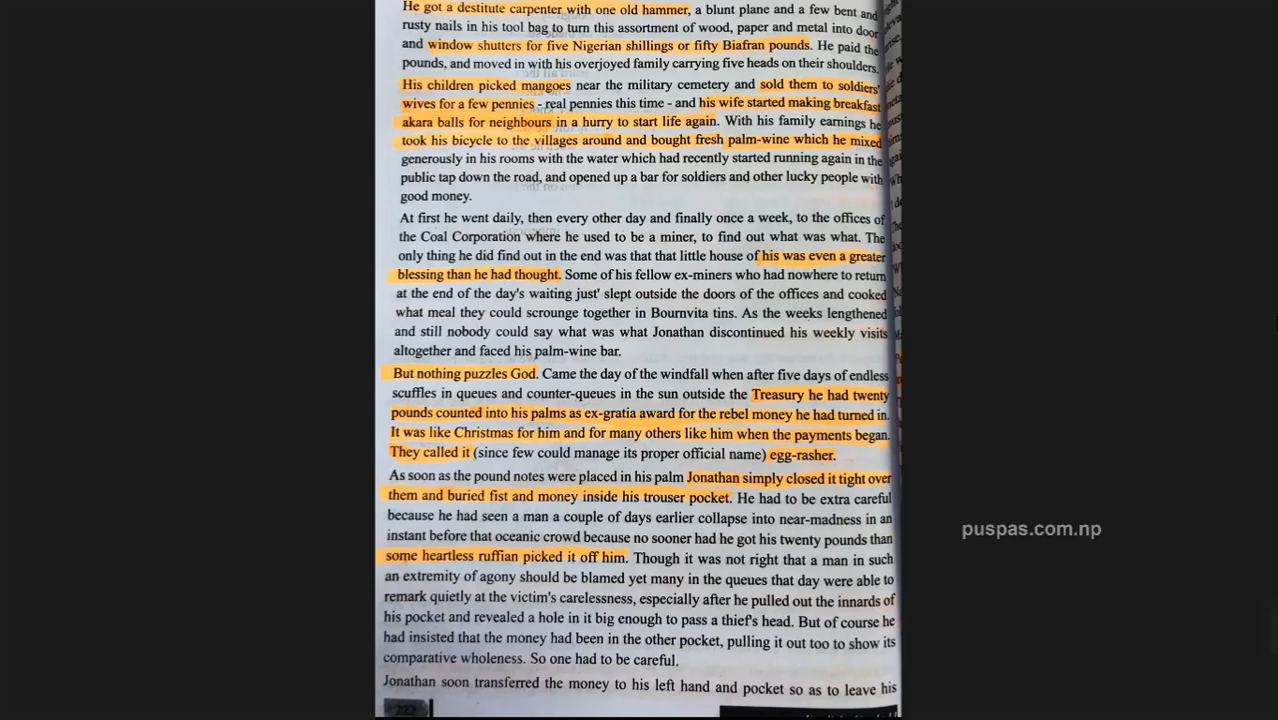 He got a destitute carpenter with one old hammer, a blunt plane and a few bent and
rusty nails in his tool bag to turn this assortment of wood, paper and metal into door
and window shutters for five Nigerian shillings or fifty Biafran pounds. He paid the
pounds, and moved in with his overjoyed family carrying five heads on their shoulders.
His children picked mangoes near the military cemetery and sold them to soldiers'
wives for a few pennies - real pennies this time - and his wife started making breakfast
akara balls for neighbours in a hurry to start life again. With his family earnings he
took his bicycle to the villages around and bought fresh palm-wine which he mixed
generously in his rooms with the water which had recently started running again in the
public tap down the road, and opened up a bar for soldiers and other lucky people with
good money.
At first he went daily, then every other day and finally once a week, to the offices of
the Coal Corporation where he used to be a miner, to find out what was what. The
only thing he did find out in the end was that that little house of his was even a greater
blessing than he had thought. Some of his fellow ex-miners who had nowhere to return
at the end of the day's waiting just' slept outside the doors of the offices and cooked
what meal they could scrounge together in Bournvita tins. As the weeks lengthened
and still nobody could say what was what Jonathan discontinued his weekly visits
altogether and faced his palm-wine bar.
But nothing puzzles God. Came the day of the windfall when after five days of endless
scuffles in queues and counter-queues in the sun outside the Treasury he had twenty
pounds counted into his palms as ex-gratia award for the rebel money he had turned in.
It was like Christmas for him and for many others like him when the payments began.
They called it (since few could manage its proper official name) egg-rasher.
As soon as the pound notes were placed in his palm Jonathan simply closed it tight over
them and buried fist and money inside his trouser pocket. He had to be extra careful
because he had seen a man a couple of days earlier collapse into near-madness in an
instant before that oceanic crowd because no sooner had he got his twenty pounds than
some heartless ruffian picked it off him. Though it was not right that a man in such
an extremity of agony should be blamed yet many in the queues that day were able to
remark quietly at the victim's carelessness, especially after he pulled out the innards of
his pocket and revealed a hole in it big enough to pass a thief's head. But of course he
had insisted that the money had been in the other pocket, pulling it out too to show its
comparative wholeness. So one had to be careful.
Jonathan soon transferred the money to his left hand and pocket so as to leave his
222
puspas.com.np